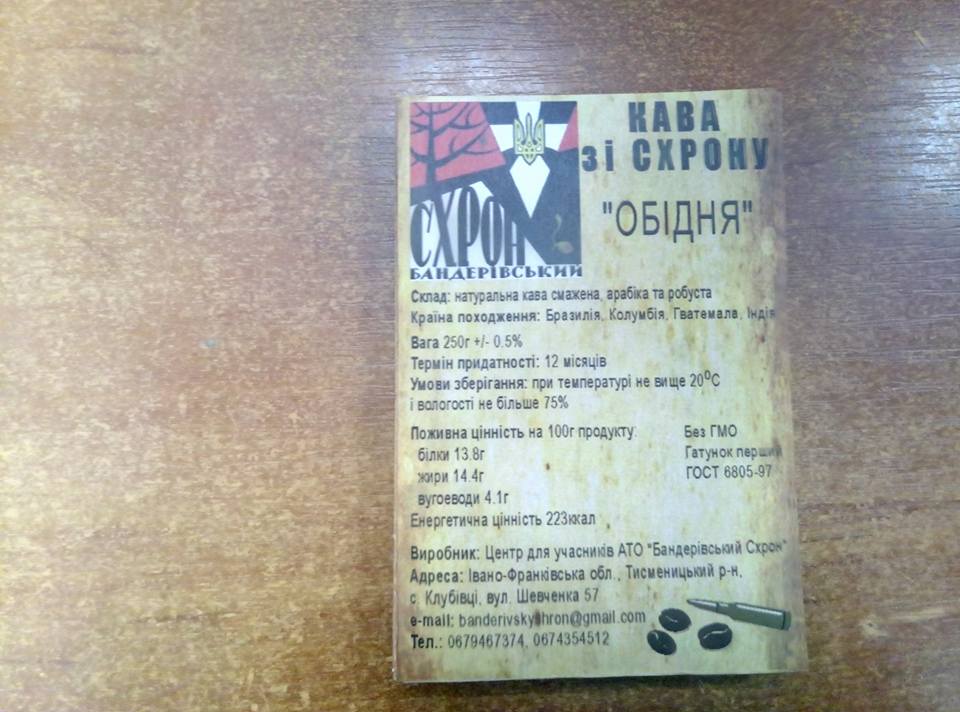 КАВА
зі СХРОНУ
"ОБІДНЯ"
СХРОН
БАНДЕРІВСЬКИЙ
Склад: натуральна кава смажена, арабіка та робуста
Країна походження: Бразилія, Колумбія, Гватемала, Індія
Вага 250г +/- 0.5%
Термін придатності: 12 місяців
Умови зберігання: при температурі не вище 20⁰С
і вологості не більше 75%
Поживна цінність на 100г продукту:
білки 13.8г
жири 14.4г
вугоеводи 4.1г
Енергетична цінність 223ккал
Без ГМО
Гатунок перший
ГОСТ 6805-97
Виробник: Центр для учасників АТО "Бандерівський Схрон"
Адреса: Івано-Франківська обл., Тисменицький р-н,
с. Клубівці, вул. Шевченка 57
e-mail: banderivskyshron@gmail.com
Тел.: 0679467374, 0674354512